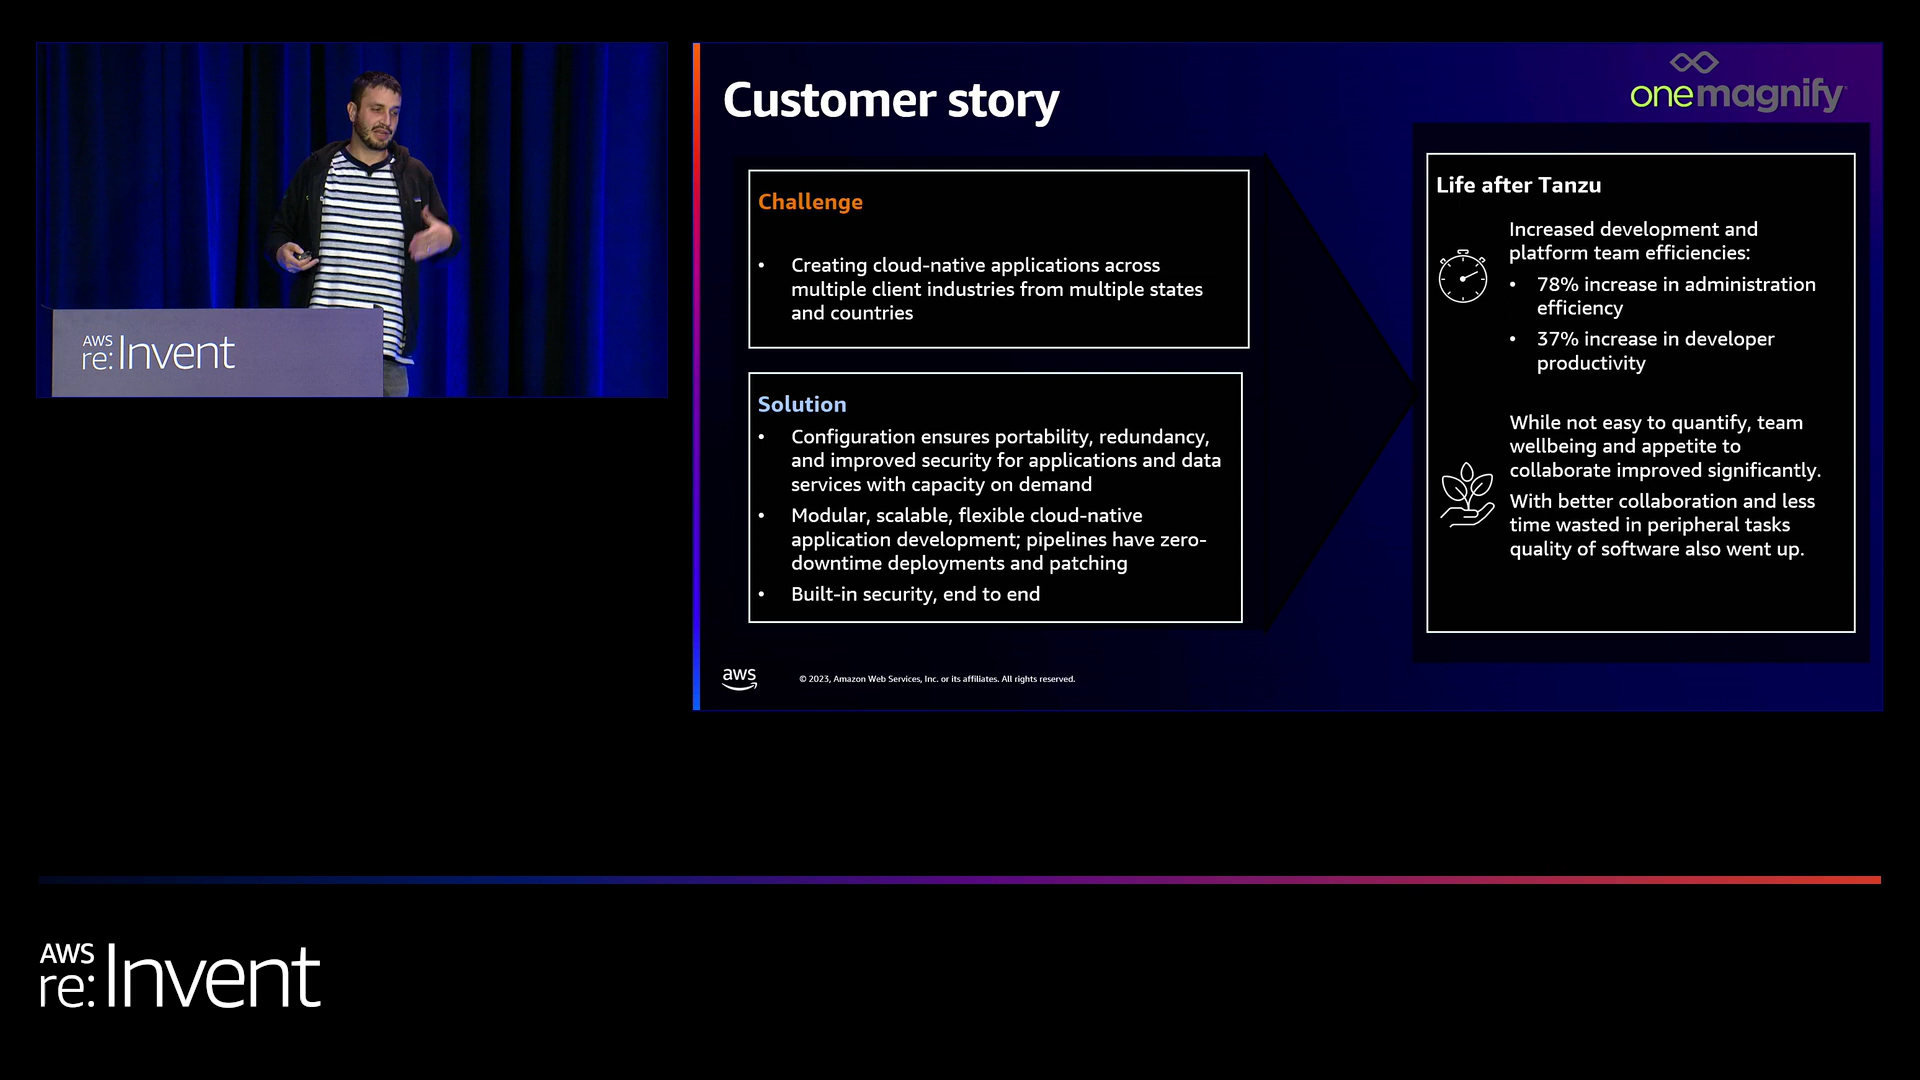 AWS
re:Invent
Customer story
onemagnify
Challenge
• Creating cloud-native applications across
multiple client industries from multiple states
and countries
Solution
• Configuration ensures portability, redundancy,
and improved security for applications and data
services with capacity on demand
• Modular, scalable, flexible cloud-native
application development; pipelines have zero-
downtime deployments and patching
• Built-in security, end to end
Life after Tanzu
Increased development and
platform team efficiencies:
• 78% increase in administration
efficiency
• 37% increase in developer
productivity
While not easy to quantify, team
wellbeing and appetite to
collaborate improved significantly.
With better collaboration and less
time wasted in peripheral tasks
quality of software also went up.
aws
© 2023, Amazon Web Services, Inc. or its affiliates. All rights reserved.
AWS
re:Invent